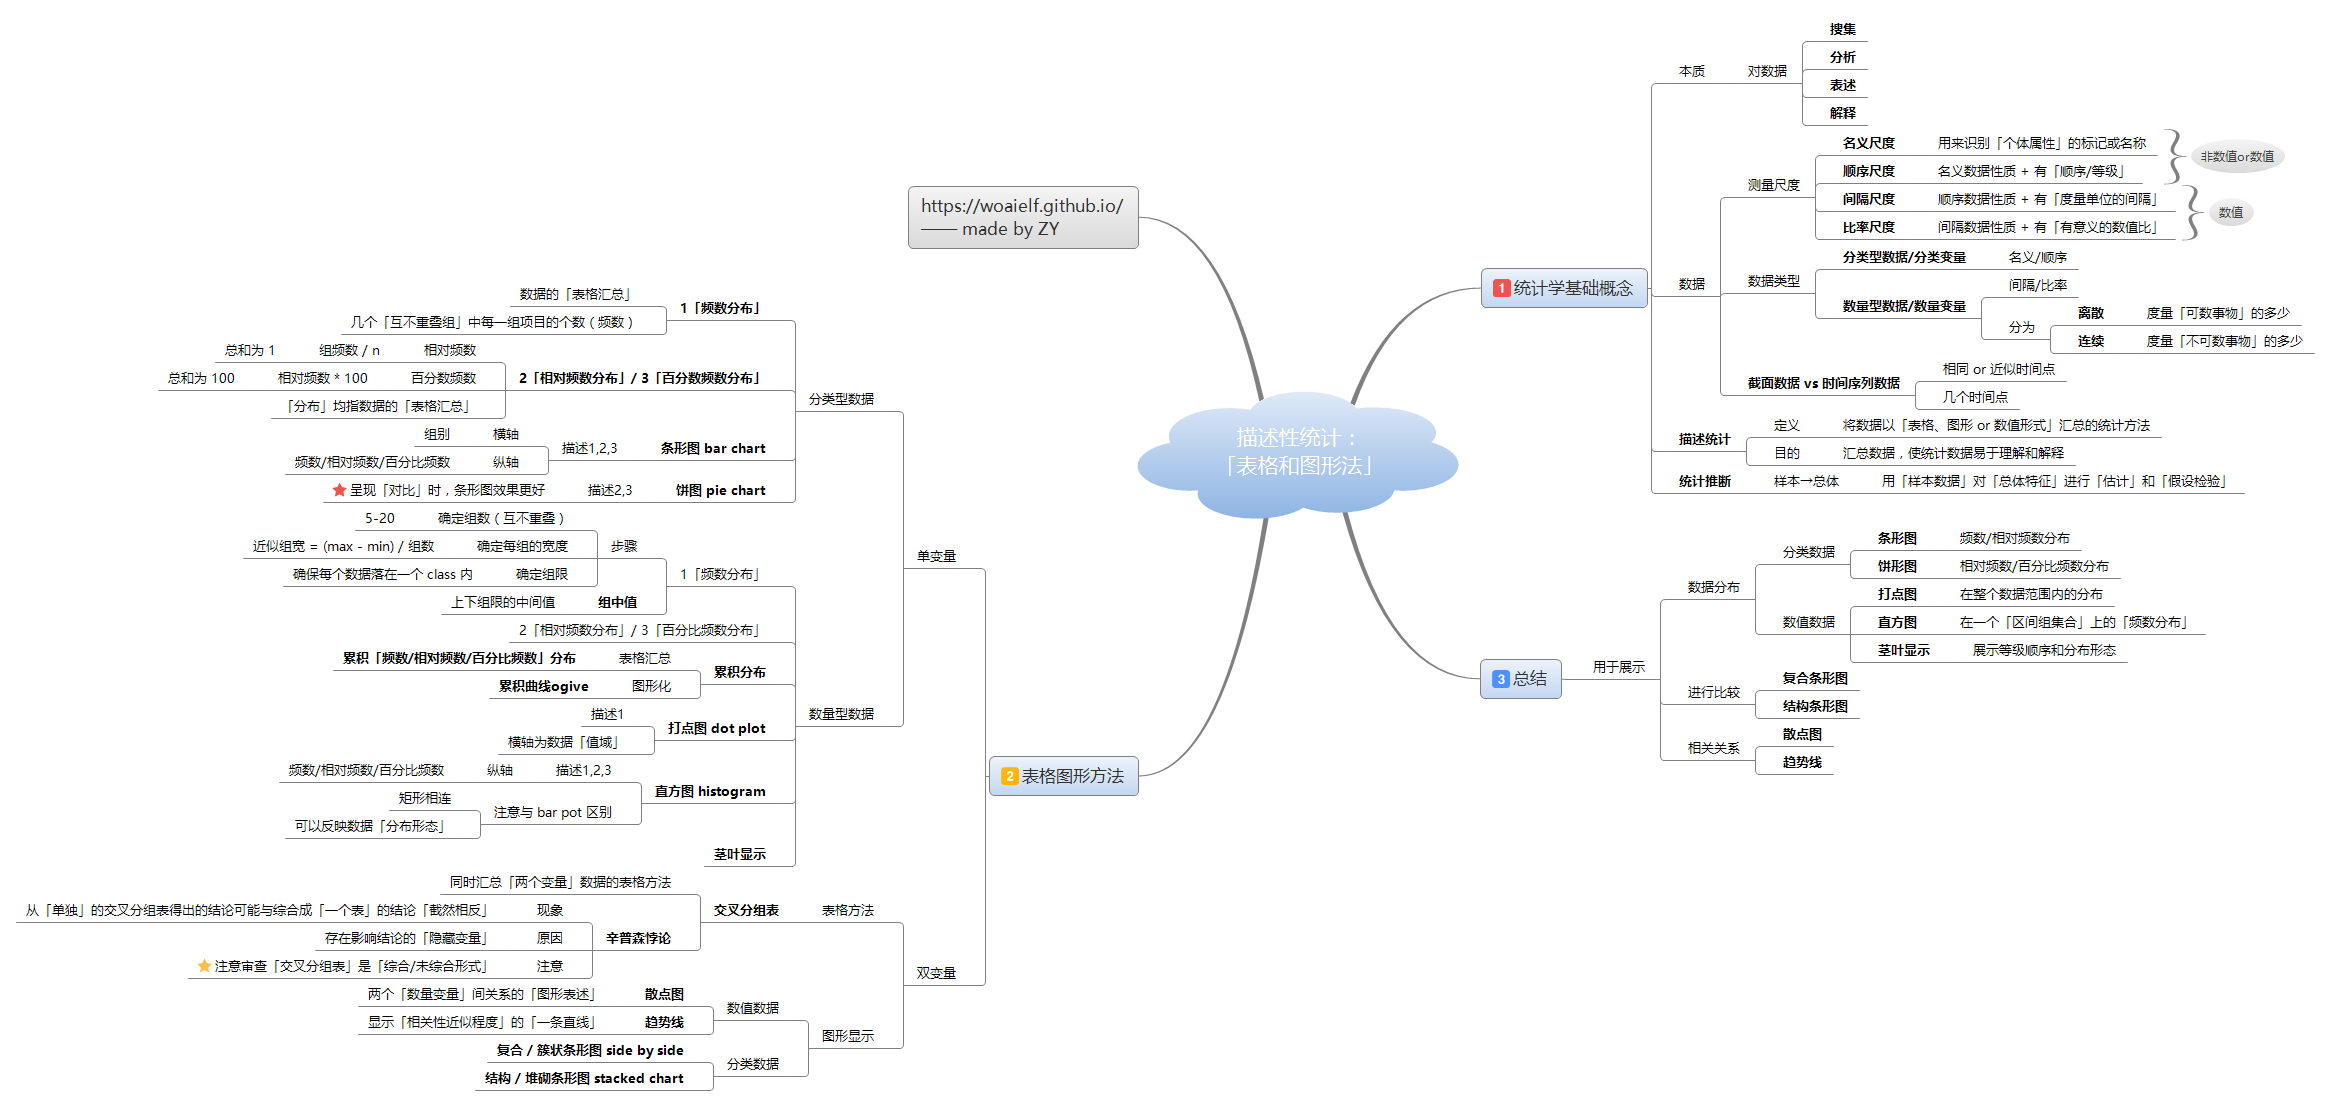 描述性统计：
「表格和图形法」
https://woaielf.github.io/
—— made by ZY
1 统计学基础概念
本质
对数据
搜集
分析
表述
解释
数据
测量尺度
名义尺度
用来识别「个体属性」的标记或名称
顺序尺度
名义数据性质 + 有「顺序/等级」
非数值or数值
间隔尺度
顺序数据性质 + 有「度量单位的间隔」
比率尺度
间隔数据性质 + 有「有意义的数值比」
数值
数据类型
分类型数据/分类变量
名义/顺序
数量型数据/数量变量
间隔/比率
分为
离散
度量「可数事物」的多少
连续
度量「不可数事物」的多少
截面数据 vs 时间序列数据
相同 or 近似时间点
几个时间点
描述统计
定义
将数据以「表格、图形 or 数值形式」汇总的统计方法
目的
汇总数据，使统计数据易于理解和解释
统计推断
样本→总体
用「样本数据」对「总体特征」进行「估计」和「假设检验」
2 表格图形方法
单变量
分类型数据
1「频数分布」
数据的「表格汇总」
几个「互不重叠组」中每一组项目的个数（频数）
2「相对频数分布」/ 3「百分数频数分布」
相对频数
组频数 / n
总和为 1
百分数频数
相对频数 * 100
总和为 100
「分布」均指数据的「表格汇总」
条形图 bar chart
描述1,2,3
横轴
组别
纵轴
频数/相对频数/百分比频数
饼图 pie chart
描述2,3
呈现「对比」时，条形图效果更好
数量型数据
1「频数分布」
步骤
确定组数（互不重叠）
5-20
确定每组的宽度
近似组宽 = (max - min) / 组数
确定组限
确保每个数据落在一个 class 内
组中值
上下组限的中间值
2「相对频数分布」/ 3「百分比频数分布」
累积分布
表格汇总
累积「频数/相对频数/百分比频数」分布
图形化
累积曲线ogive
打点图 dot plot
描述1
横轴为数据「值域」
直方图 histogram
描述1,2,3
纵轴
频数/相对频数/百分比频数
注意与 bar pot 区别
矩形相连
可以反映数据「分布形态」
茎叶显示
双变量
表格方法
交叉分组表
同时汇总「两个变量」数据的表格方法
辛普森悖论
现象
从「单独」的交叉分组表得出的结论可能与综合成「一个表」的结论「截然相反」
原因
存在影响结论的「隐藏变量」
注意
注意审查「交叉分组表」是「综合/未综合形式」
图形显示
数值数据
散点图
两个「数量变量」间关系的「图形表述」
趋势线
显示「相关性近似程度」的「一条直线」
分类数据
复合 / 簇状条形图 side by side
结构 / 堆砌条形图 stacked chart
3 总结
用于展示
数据分布
分类数据
条形图
频数/相对频数分布
饼形图
相对频数/百分比频数分布
数值数据
打点图
在整个数据范围内的分布
直方图
在一个「区间组集合」上的「频数分布」
茎叶显示
展示等级顺序和分布形态
进行比较
复合条形图
结构条形图
相关关系
散点图
趋势线